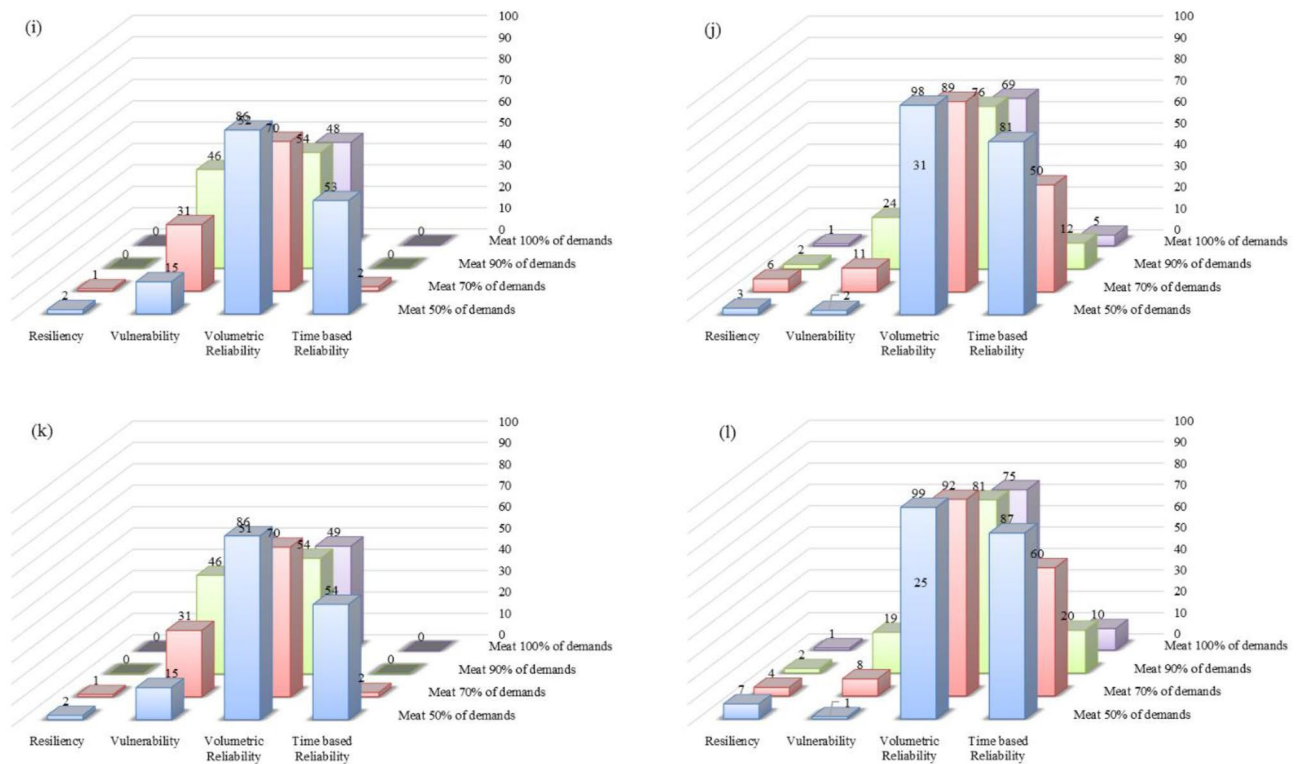 (i)
100
90
80
70
60
50
40
30
20
10
0
86
52
70
54
48
46
53
31
0
0
0
0
1
15
2
2
Meat 100% of demands
Meat 90% of demands
Meat 70% of demands
Meat 50% of demands
Resiliency
Vulnerability
Volumetric
Reliability
Time based
Reliability
(j)
100
90
80
70
60
50
40
30
20
10
0
98
89
76
69
81
31
50
24
1
5
12
2
11
6
3
2
Meat 100% of demands
Meat 90% of demands
Meat 70% of demands
Meat 50% of demands
Resiliency
Vulnerability
Volumetric
Reliability
Time based
Reliability
(k)
100
90
80
70
60
50
40
30
20
10
0
86
51
70
54
49
46
54
31
0
0
0
0
1
15
2
2
Meat 100% of demands
Meat 90% of demands
Meat 70% of demands
Meat 50% of demands
Resiliency
Vulnerability
Volumetric
Reliability
Time based
Reliability
(l)
100
90
80
70
60
50
40
30
20
10
0
99
92
81
75
87
25
60
19
1
20
10
2
8
4
7
1
Meat 100% of demands
Meat 90% of demands
Meat 70% of demands
Meat 50% of demands
Resiliency
Vulnerability
Volumetric
Reliability
Time based
Reliability